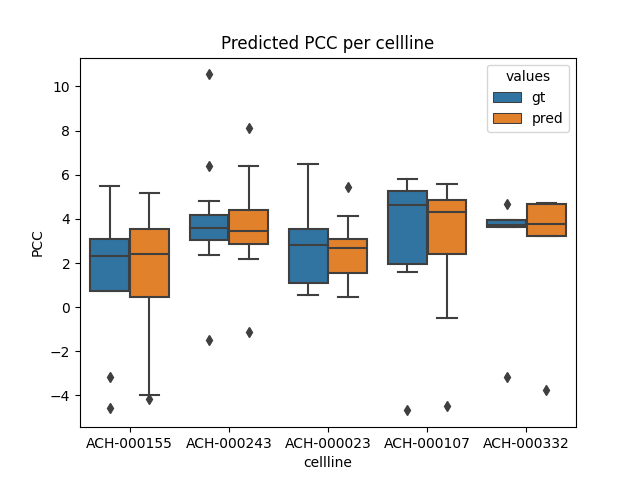 Predicted PCC per cellline
values
gt
pred
PCC
10
8
6
4
2
0
−2
−4
ACH-000155 ACH-000243 ACH-000023 ACH-000107 ACH-000332
cellline